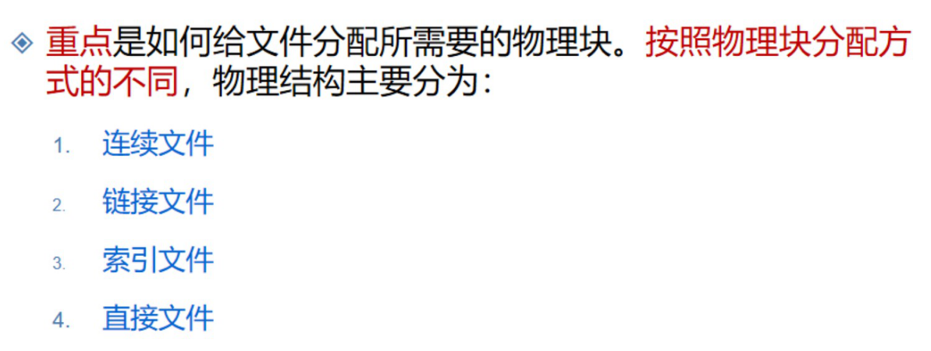 重点是如何给文件分配所需要的物理块。按照物理块分配方
式的不同，物理结构主要分为：
1. 连续文件
2. 链接文件
3. 索引文件
4. 直接文件